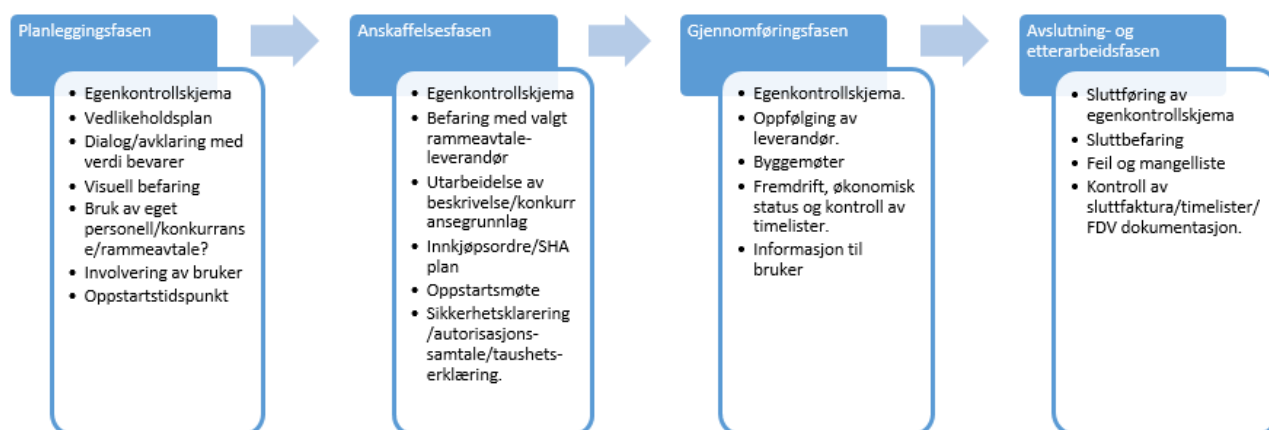 Planleggingsfasen
• Egenkontrollskjema
• Vedlikeholdsplan
• Dialog/avklaring med
verdi bevarer
• Visuell befaring
• Bruk av eget
personell/konkurrans
e/rammeavtale?
• Involvering av bruker
• Oppstartstidspunkt
Anskaffelsesfasen
• Egenkontrollskjema
• Befaring med valgt
rammeavtale-
leverandør
• Utarbeidelse av
beskrivelse/konkurr
ansegrunnlag
• Innkjøpsordre/SHA
plan
• Oppstartsmøte
• Sikkerhetsklarering
/autorisasjons-
samtale/taushets-
erklæring.
Gjennomføringsfasen
• Egenkontrollskjema.
• Oppfølging av
leverandør.
• Byggemøter
• Fremdrift, økonomisk
status og kontroll av
timelister.
• Informasjon til
bruker
Avslutning- og
etterarbeidsfasen
• Sluttføring av
egenkontrollskjema
• Sluttbefaring
• Feil og mangelliste
• Kontroll av
sluttfaktura/timelister/
FDV dokumentasjon.